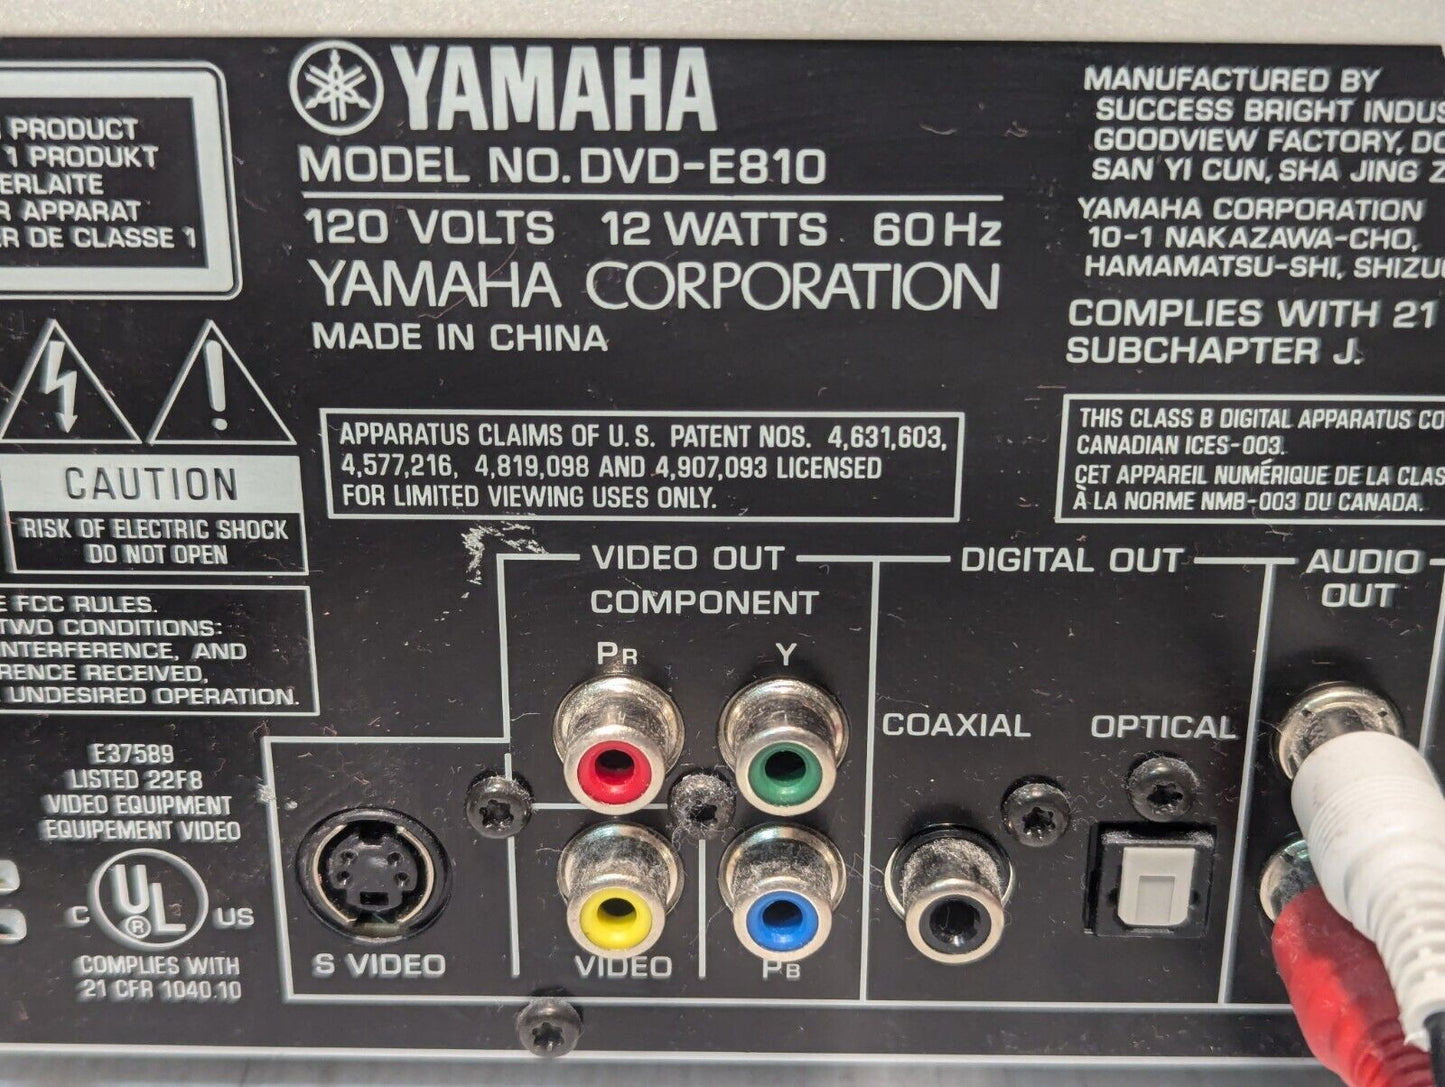 PRODUCT
1 PRODUKT
ERLAITE
R APPARAT
ER DE CLASSE 1
YAMAHA
MODEL NO. DVD-E810
120 VOLTS 12 WATTS 60Hz
YAMAHA CORPORATION
MADE IN CHINA
MANUFACTURED BY
SUCCESS BRIGHT INDUS
GOODVIEW FACTORY, DO
SAN YI CUN, SHA JING Z
YAMAHA CORPORATION
10-1 NAKAZAWA-CHO,
HAMAMATSU-SHI, SHIZU
COMPLIES WITH 21
SUBCHAPTER J.
CAUTION
RISK OF ELECTRIC SHOCK
DO NOT OPEN
APPARATUS CLAIMS OF U.S. PATENT NOS. 4,631,603,
4,577,216, 4,819,098 AND 4,907,093 LICENSED
FOR LIMITED VIEWING USES ONLY.
THIS CLASS B DIGITAL APPARATUS CO
CANADIAN ICES-003.
CET APPAREIL NUMÉRIQUE DE LA CLAS
À LA NORME NMB-003 DU CANADA.
E FCC RULES.
TWO CONDITIONS:
NTERFERENCE, AND
RENCE RECEIVED,
UNDESIRED OPERATION.
E37589
LISTED 22F8
VIDEO EQUIPMENT
EQUIPEMENT VIDEO
C UL ® US
COMPLIES WITH
21 CFR 1040.10
VIDEO OUT
COMPONENT
PR Y
S VIDEO
VIDEO
PB
DIGITAL OUT
COAXIAL OPTICAL
AUDIO
OUT